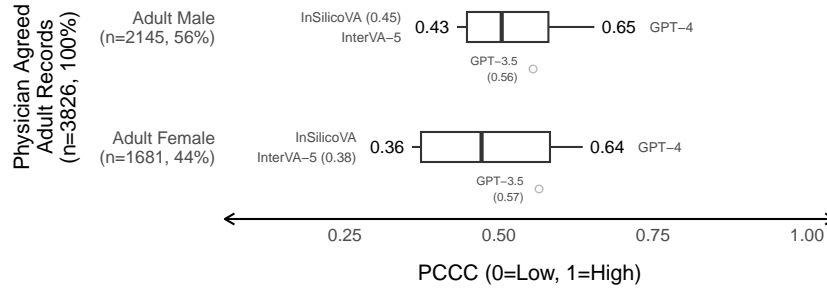 Physician Agreed
Adult Records
(n=3826, 100%)
Adult Male
(n=2145, 56%)
InSilicoVA (0.45)
InterVA−5
0.43
0.65
GPT−4
GPT−3.5
(0.56)
Adult Female
(n=1681, 44%)
InSilicoVA
InterVA−5 (0.38)
0.36
0.64
GPT−4
GPT−3.5
(0.57)
0.25 0.50 0.75 1.00
PCCC (0=Low, 1=High)